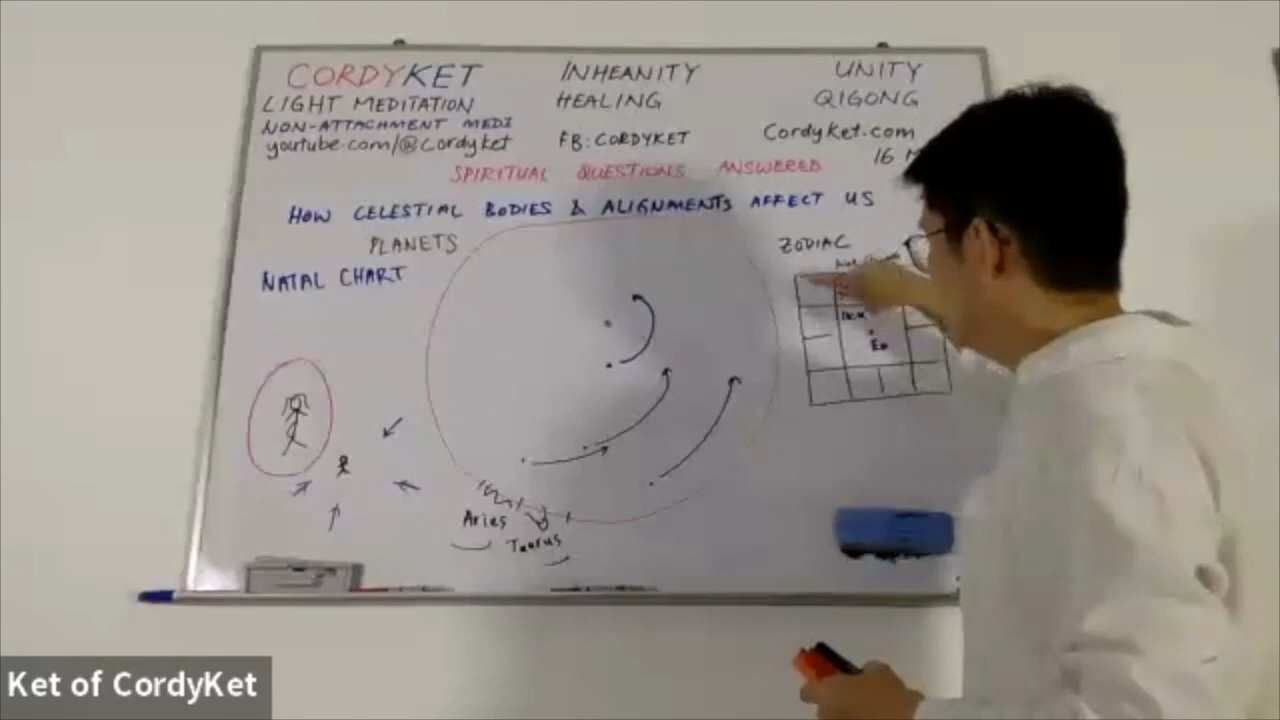 CORDYKET INHEANITY UNITY
LIGHT MEDITATION HEALING QIGONG
NON-ATTACHMENT MEDI
youtube.com/@Cordyket FB: CORDYKET CordyKet.com
16
SPIRITUAL QUESTIONS ANSWERED
HOW CELESTIAL BODIES & ALIGNMENTS AFFECT US
PLANETS ZODIAC
NATAL CHART
Aries
Taurus
Ket of CordyKet